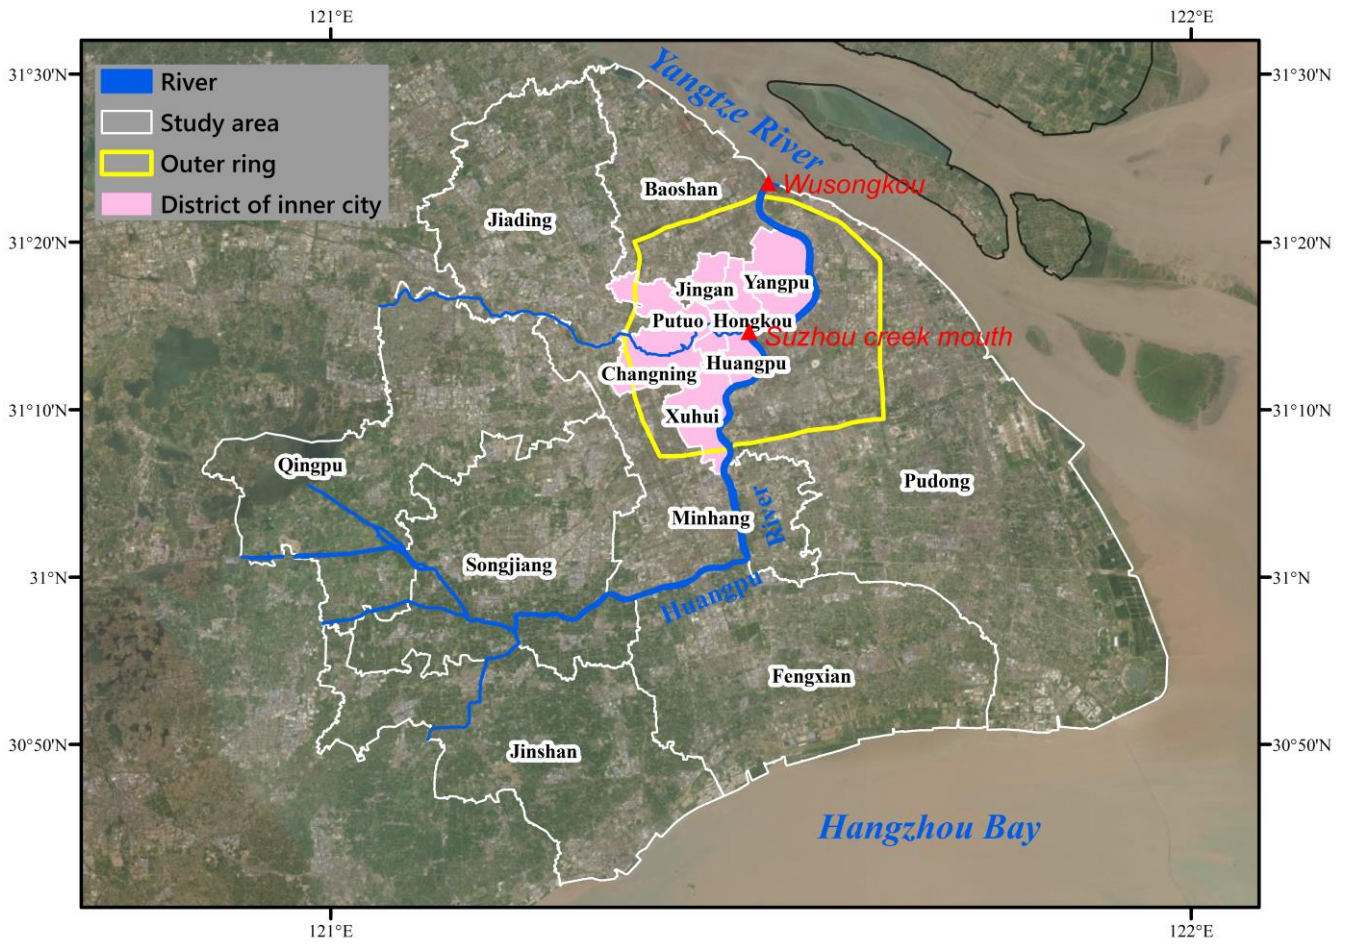 121°E
122°E
31°30'N
31°30'N
River
Study area
Outer ring
District of inner city
Yangtze River
Wusongkou
Baoshan
Jiading
31°20'N
31°20'N
Yangpu
Jingan
Putuo
Hongkou
Suzhou creek mouth
Huangpu
Changning
31°10'N
31°10'N
Xuhui
Qingpu
Pudong
Minhang
River
Songjiang
31°N
31°N
Huangpu
Fengxian
30°50'N
30°50'N
Jinshan
Hangzhou Bay
121°E
122°E